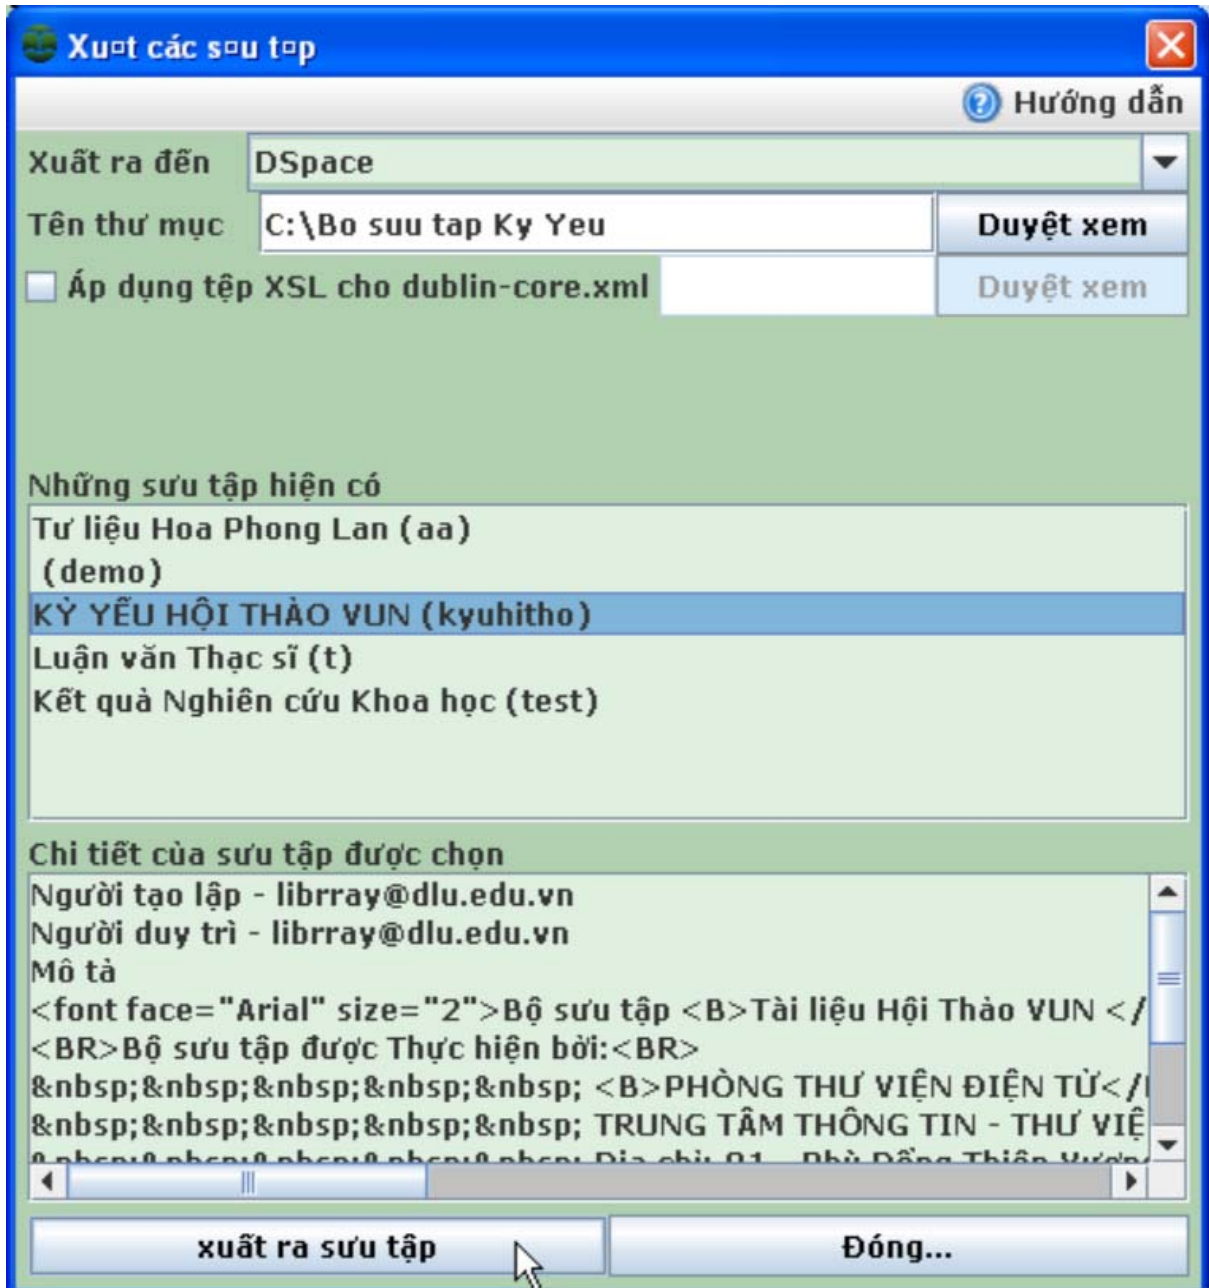 Xu¤t các s¤u t¤p
Hướng dẫn
Xuất ra đến DSpace
Tên thư mục C:\Bo suu tap Ky Yeu Duyệt xem
Áp dụng tệp XSL cho dublin-core.xml Duyệt xem
Những sưu tập hiện có
Tư liệu Hoa Phong Lan (aa)
(demo)
KỶ YẾU HỘI THẢO VUN (kyuhitho)
Luận văn Thạc sĩ (t)
Kết quả Nghiên cứu Khoa học (test)
Chi tiết của sưu tập được chọn
Người tạo lập - librray@dlu.edu.vn
Người duy trì - librray@dlu.edu.vn
Mô tả
<font face="Arial" size="2">Bộ sưu tập <B>Tài liệu Hội Thảo VUN </
<BR>Bộ sưu tập được Thực hiện bởi:<BR>
&nbsp;&nbsp;&nbsp;&nbsp;&nbsp; <B>PHÒNG THƯ VIỆN ĐIỆN TỬ</
&nbsp;&nbsp;&nbsp;&nbsp;&nbsp; TRUNG TÂM THÔNG TIN - THƯ VIỆ
xuất ra sưu tập Đóng...